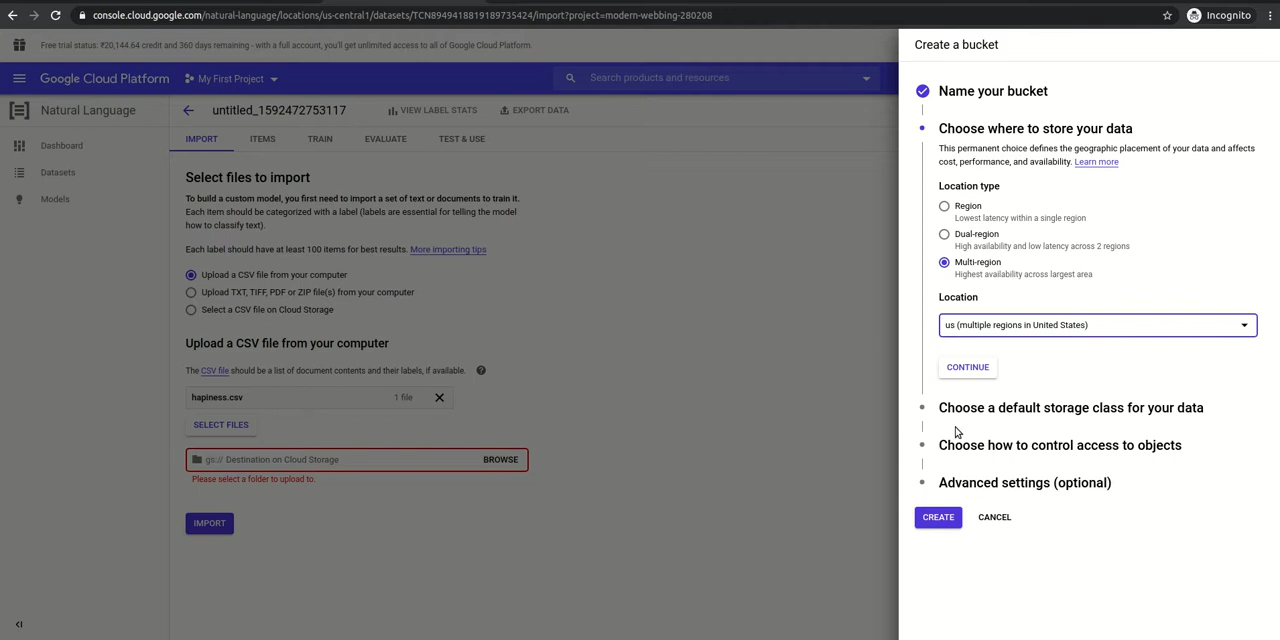 console.cloud.google.com/natural-language/locations/us-central1/datasets/TCN8949418819189735424/import?project=modern-webbing-280208
Incognito
Free trial status: ₹20,144.64 credit and 360 days remaining - with a full account, you'll get unlimited access to all of Google Cloud Platform.
Google Cloud Platform
My First Project
Search products and resources
Natural Language
untitled_1592472753117
VIEW LABEL STATS
EXPORT DATA
Dashboard
Datasets
Models
IMPORT
ITEMS
TRAIN
EVALUATE
TEST & USE
Select files to import
To build a custom model, you first need to import a set of text or documents to train it.
Each item should be categorized with a label (labels are essential for telling the model
how to classify text).
Each label should have at least 100 items for best results. More importing tips
Upload a CSV file from your computer
Upload TXT, TIFF, PDF or ZIP file(s) from your computer
Select a CSV file on Cloud Storage
Upload a CSV file from your computer
The CSV file should be a list of document contents and their labels, if available.
hapiness.csv
1 file
SELECT FILES
gs:// Destination on Cloud Storage
BROWSE
Please select a folder to upload to.
IMPORT
Create a bucket
Name your bucket
Choose where to store your data
This permanent choice defines the geographic placement of your data and affects
cost, performance, and availability. Learn more
Location type
Region
Lowest latency within a single region
Dual-region
High availability and low latency across 2 regions
Multi-region
Highest availability across largest area
Location
us (multiple regions in United States)
CONTINUE
Choose a default storage class for your data
Choose how to control access to objects
Advanced settings (optional)
CREATE
CANCEL